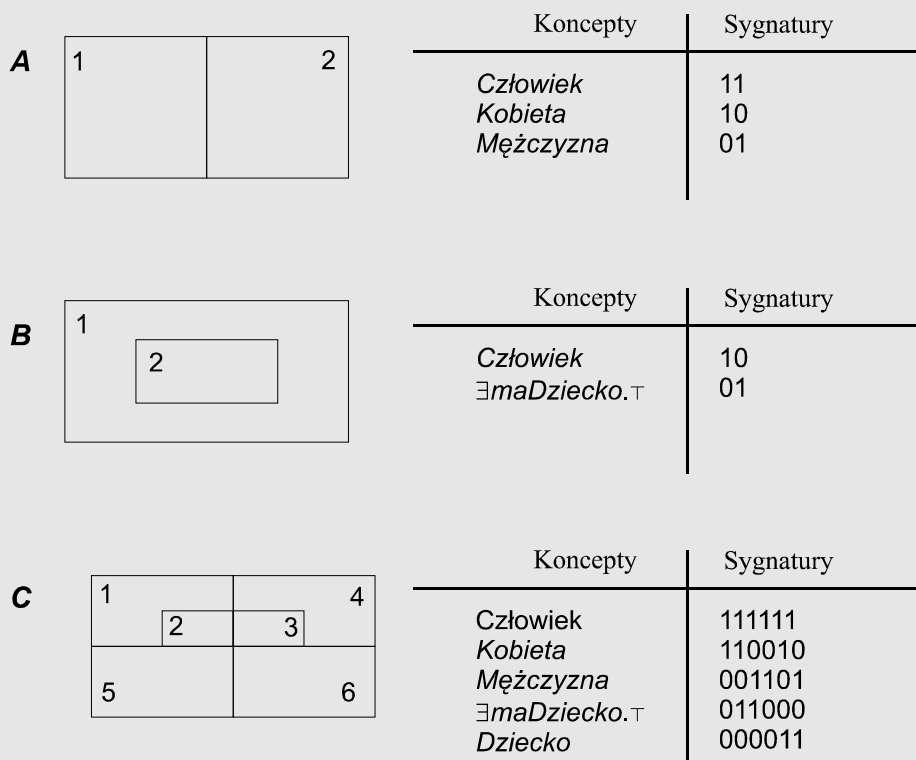 Koncepty Sygnatury
A 1 2
Człowiek 11
Kobieta 10
Mężczyzna 01
Koncepty Sygnatury
B 1
2
Człowiek 10
∃maDziecko.⊤ 01
Koncepty Sygnatury
C 1 4
2 3
5 6
Człowiek 111111
Kobieta 110010
Mężczyzna 001101
∃maDziecko.⊤ 011000
Dziecko 000011